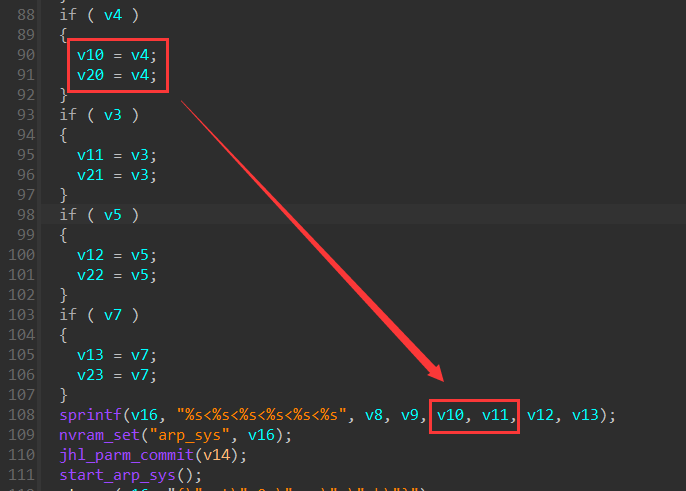 88 if ( v4 )
89 {
90 v10 = v4;
91 v20 = v4;
92 }
93 if ( v3 )
94 {
95 v11 = v3;
96 v21 = v3;
97 }
98 if ( v5 )
99 {
100 v12 = v5;
101 v22 = v5;
102 }
103 if ( v7 )
104 {
105 v13 = v7;
106 v23 = v7;
107 }
108 sprintf(v16, "%s<%s<%s<%s<%s<%s", v8, v9, v10, v11, v12, v13);
109 nvram_set("arp_sys", v16);
110 jhl_parm_commit(v14);
111 start_arp_sys();